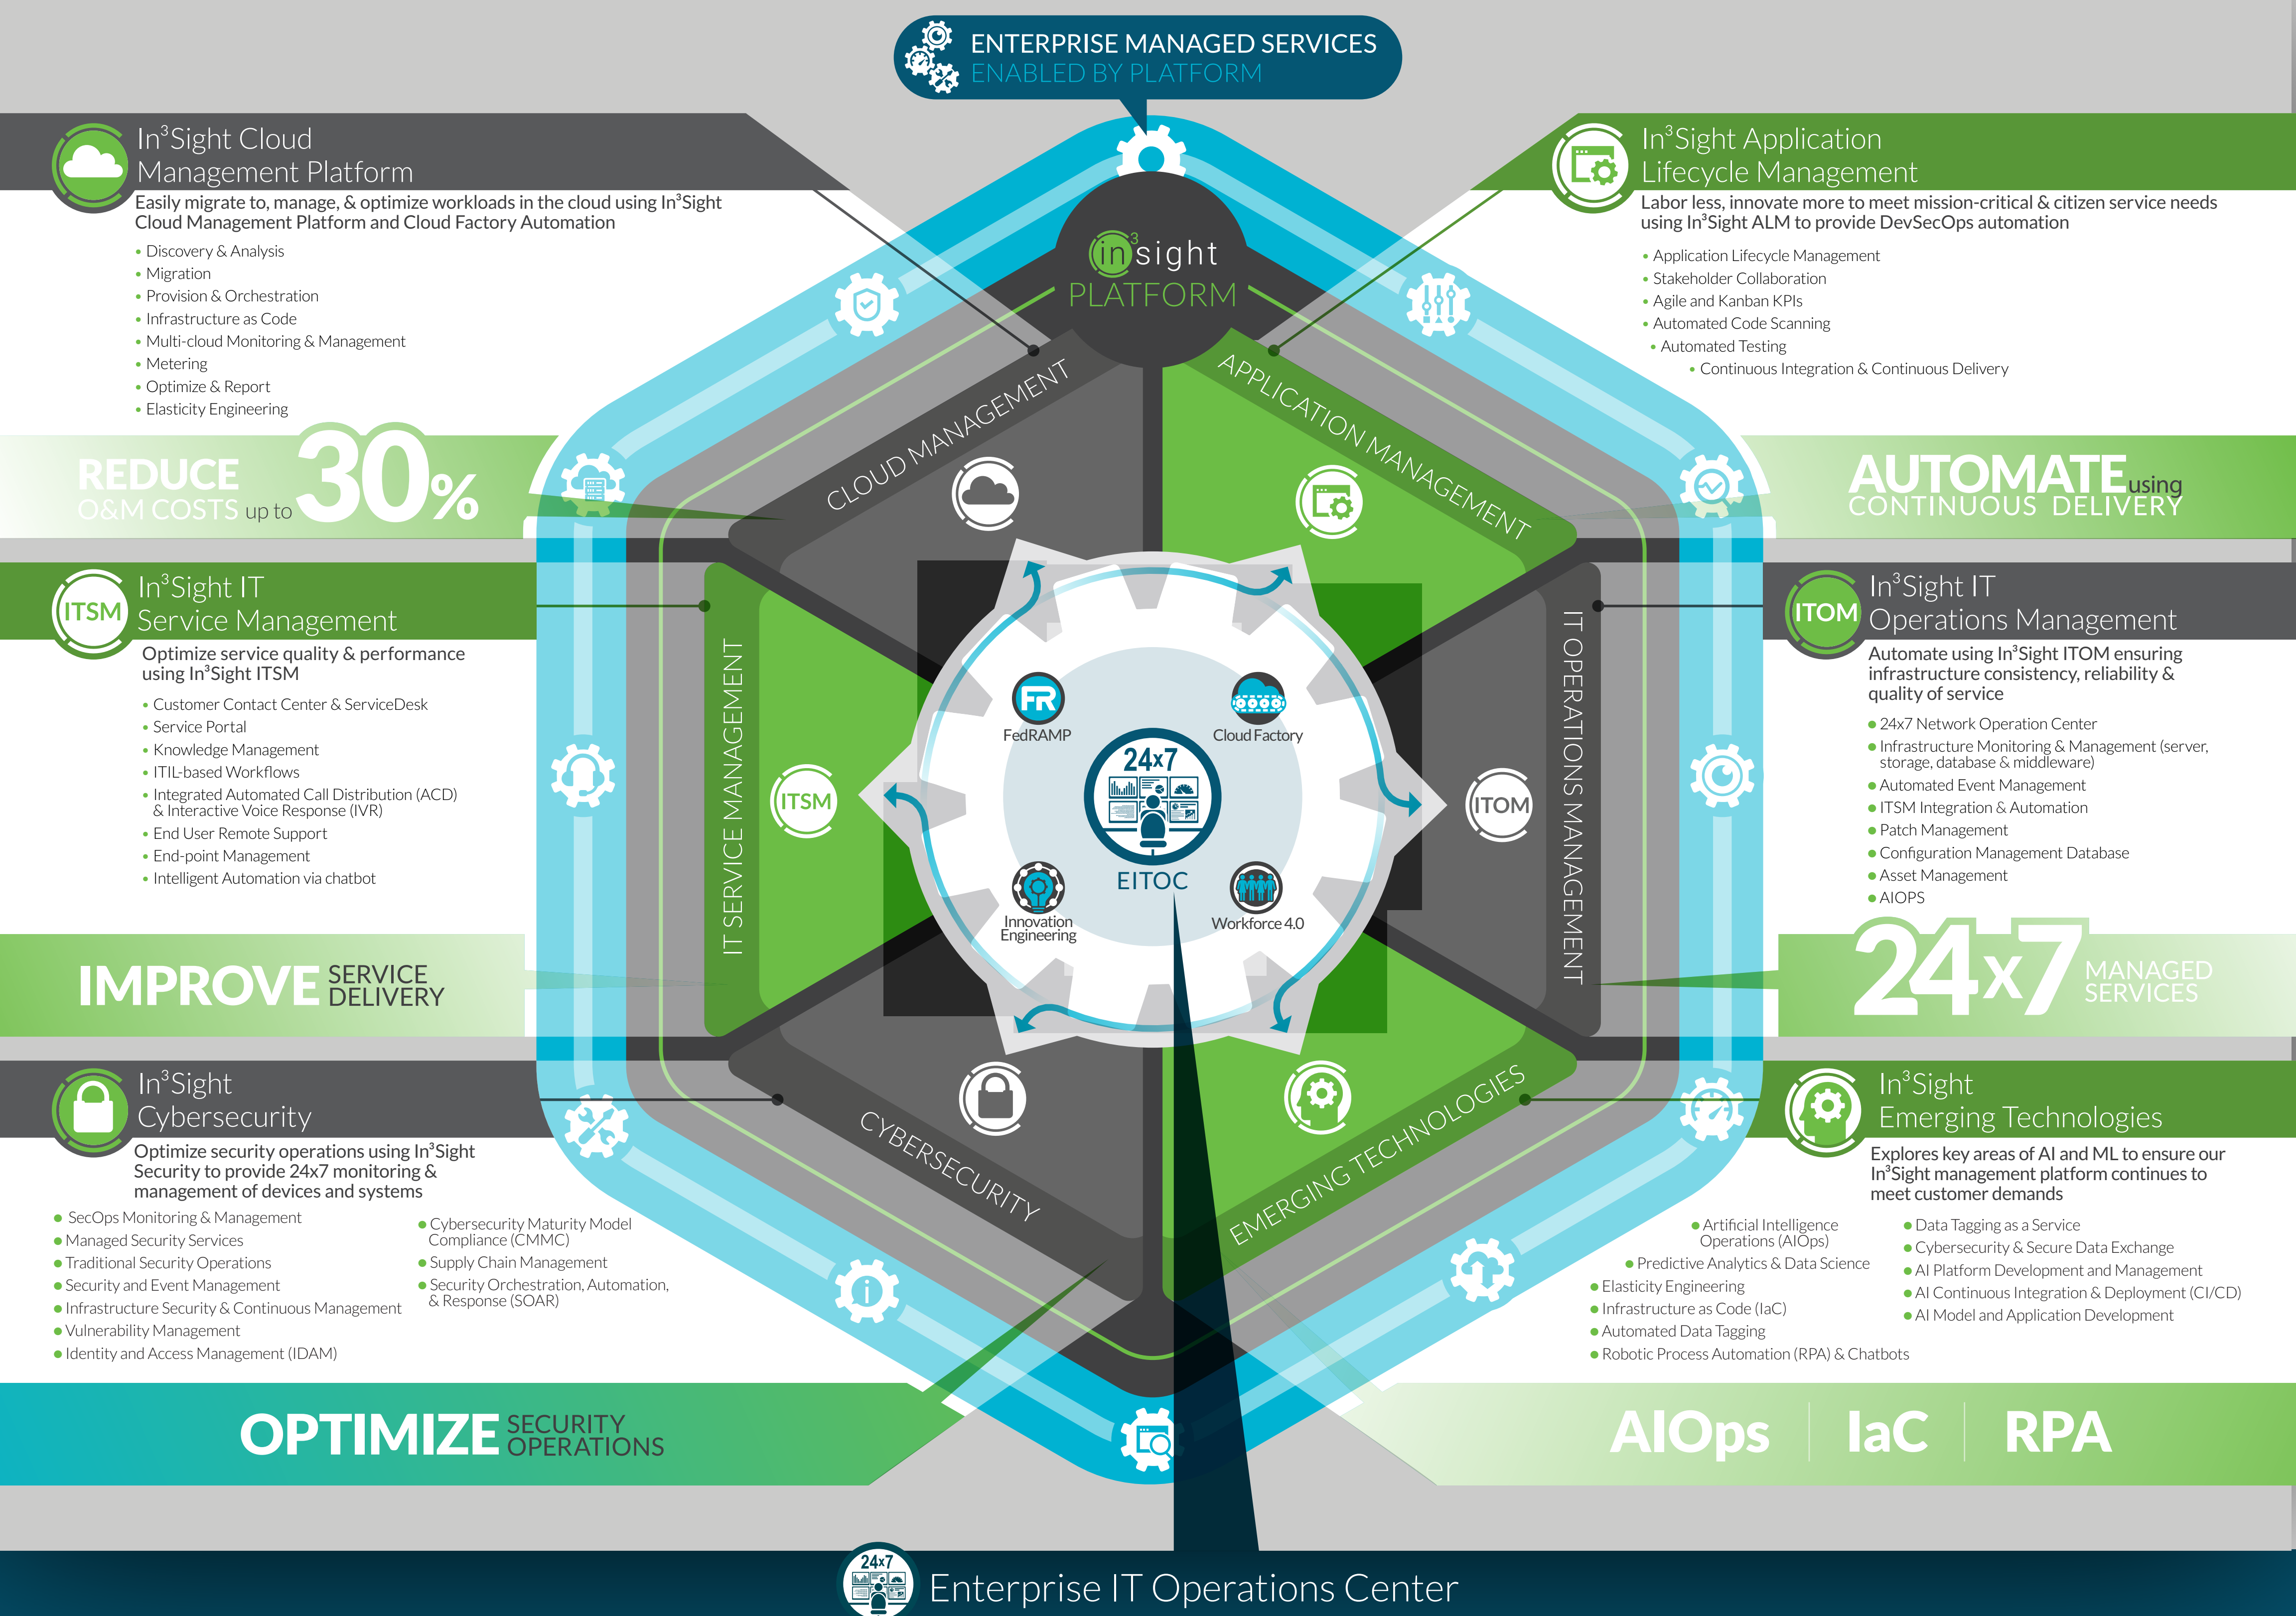 ENTERPRISE MANAGED SERVICES
ENABLED BY PLATFORM
In³Sight Cloud
Management Platform
Easily migrate to, manage, & optimize workloads in the cloud using In³Sight
Cloud Management Platform and Cloud Factory Automation
• Discovery & Analysis
• Migration
• Provision & Orchestration
• Infrastructure as Code
• Multi-cloud Monitoring & Management
• Metering
• Optimize & Report
• Elasticity Engineering
REDUCE
O&M COSTS up to 30%
In³Sight Application
Lifecycle Management
Labor less, innovate more to meet mission-critical & citizen service needs
using In³Sight ALM to provide DevSecOps automation
• Application Lifecycle Management
• Stakeholder Collaboration
• Agile and Kanban KPIs
• Automated Code Scanning
• Automated Testing
• Continuous Integration & Continuous Delivery
AUTOMATE using
CONTINUOUS DELIVERY
in³sight
PLATFORM
CLOUD MANAGEMENT
APPLICATION MANAGEMENT
IT SERVICE MANAGEMENT
ITSM
IT OPERATIONS MANAGEMENT
ITOM
CYBERSECURITY
EMERGING TECHNOLOGIES
FR
FedRAMP
Cloud Factory
24x7
EITOC
Innovation
Engineering
Workforce 4.0
ITSM
In³Sight IT
Service Management
Optimize service quality & performance
using In³Sight ITSM
• Customer Contact Center & ServiceDesk
• Service Portal
• Knowledge Management
• ITIL-based Workflows
• Integrated Automated Call Distribution (ACD)
& Interactive Voice Response (IVR)
• End User Remote Support
• End-point Management
• Intelligent Automation via chatbot
IMPROVE SERVICE
DELIVERY
ITOM
In³Sight IT
Operations Management
Automate using In³Sight ITOM ensuring
infrastructure consistency, reliability &
quality of service
• 24x7 Network Operation Center
• Infrastructure Monitoring & Management (server,
storage, database & middleware)
• Automated Event Management
• ITSM Integration & Automation
• Patch Management
• Configuration Management Database
• Asset Management
• AIOPS
24x7 MANAGED
SERVICES
In³Sight
Cybersecurity
Optimize security operations using In³Sight
Security to provide 24x7 monitoring &
management of devices and systems
• SecOps Monitoring & Management
• Managed Security Services
• Traditional Security Operations
• Security and Event Management
• Infrastructure Security & Continuous Management
• Vulnerability Management
• Identity and Access Management (IDAM)
• Cybersecurity Maturity Model
Compliance (CMMC)
• Supply Chain Management
• Security Orchestration, Automation,
& Response (SOAR)
OPTIMIZE SECURITY
OPERATIONS
In³Sight
Emerging Technologies
Explores key areas of AI and ML to ensure our
In³Sight management platform continues to
meet customer demands
• Artificial Intelligence
Operations (AIOps)
• Predictive Analytics & Data Science
• Elasticity Engineering
• Infrastructure as Code (IaC)
• Automated Data Tagging
• Robotic Process Automation (RPA) & Chatbots
• Data Tagging as a Service
• Cybersecurity & Secure Data Exchange
• AI Platform Development and Management
• AI Continuous Integration & Deployment (CI/CD)
• AI Model and Application Development
AIOps | IaC | RPA
24x7
Enterprise IT Operations Center